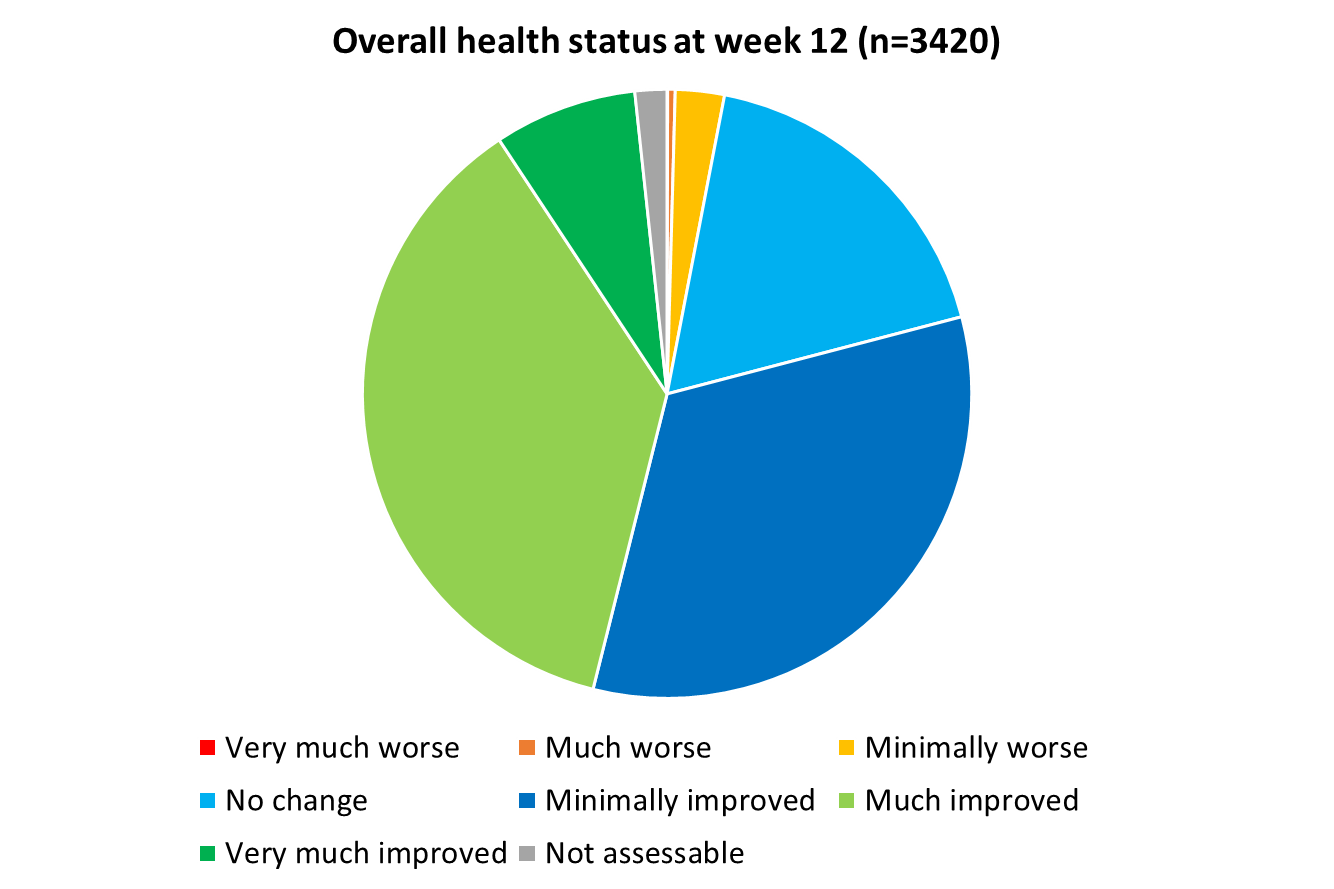 Overall health status at week 12 (n=3420)
Very much worse Much worse Minimally worse
No change Minimally improved Much improved
Very much improved Not assessable